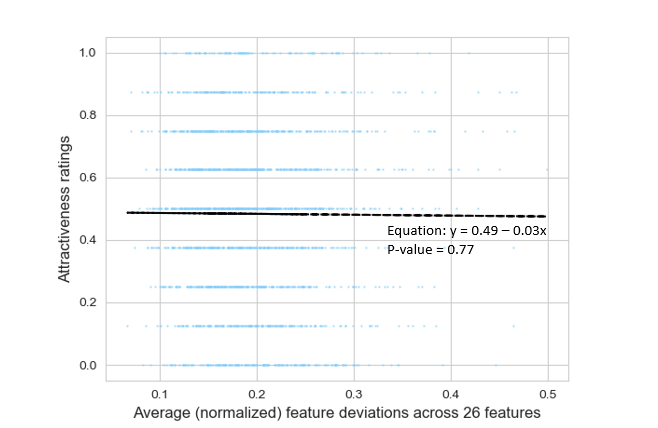 1.0
0.8
0.6
0.4
0.2
0.0
Attractiveness ratings
Equation: y = 0.49 – 0.03x
P-value = 0.77
0.1 0.2 0.3 0.4 0.5
Average (normalized) feature deviations across 26 features